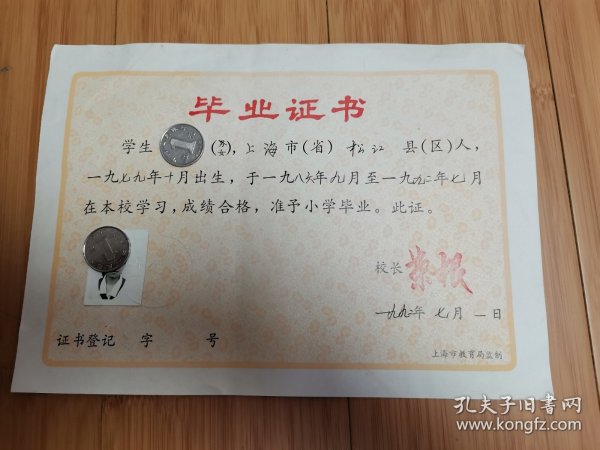 毕业证书
学生 (男女), 上海市(省) 松江 县(区)人,
一九七九年十月出生, 于一九八六年九月至一九九二年七月
在本校学习, 成绩合格, 准予小学毕业。此证。
校长
一九九二年 七月 一日
证书登记 字 号
上海市教育局监制
孔夫子旧书网
www.kongfz.com